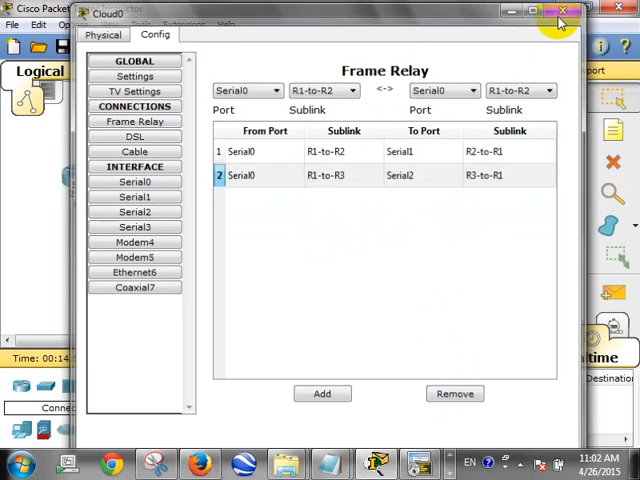 Cisco Packet
Cloud0
File
Edit
Physical
Config
Logical
port
GLOBAL
Settings
TV Settings
CONNECTIONS
Frame Relay
DSL
Cable
INTERFACE
Serial0
Serial1
Serial2
Serial3
Modem4
Modem5
Ethernet6
Coaxial7
Frame Relay
Serial0 R1-to-R2 <-> Serial0 R1-to-R2
Port Sublink Port Sublink
From Port Sublink To Port Sublink
1 Serial0 R1-to-R2 Serial1 R2-to-R1
2 Serial0 R1-to-R3 Serial2 R3-to-R1
Add Remove
Time: 00:14:
altime
Connec
Destination
EN
11:02 AM
4/26/2015